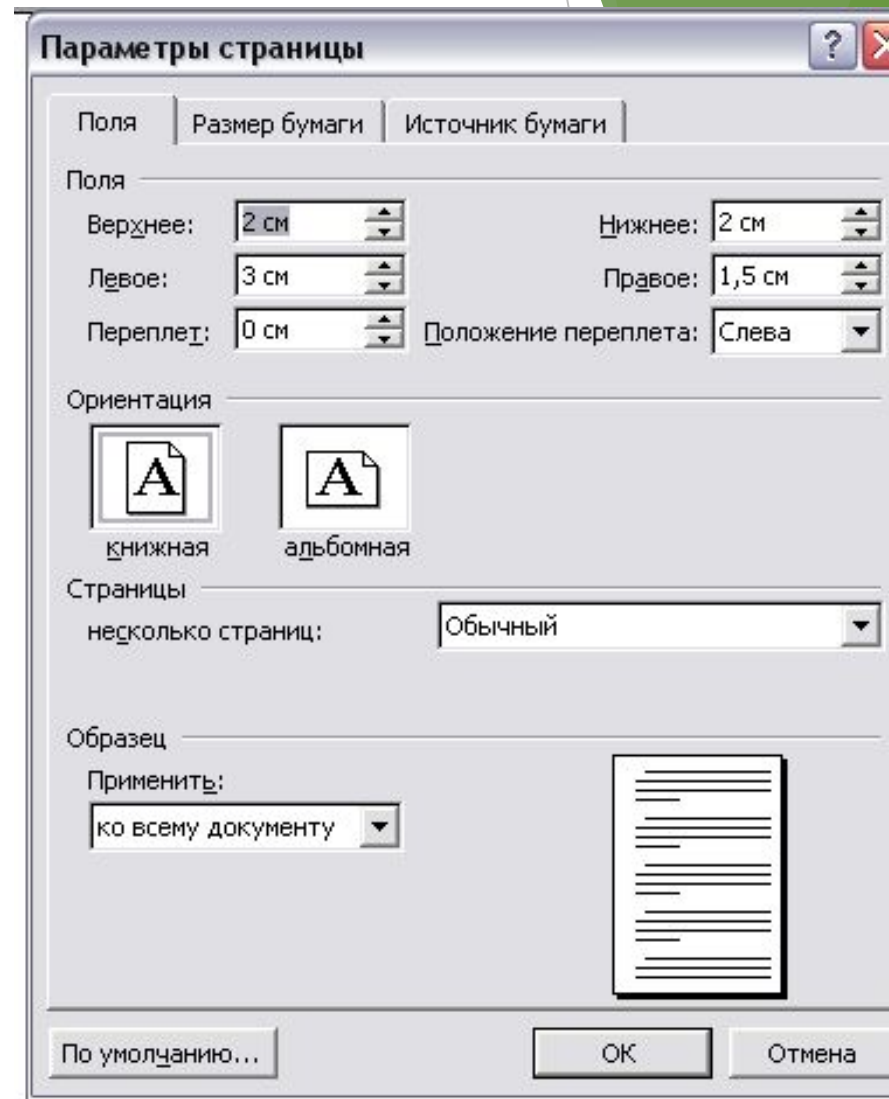 Параметры страницы ?
Поля Размер бумаги Источник бумаги
Поля
Верхнее: 2 см Нижнее: 2 см
Левое: 3 см Правое: 1,5 см
Переплет: 0 см Положение переплета: Слева
Ориентация
A A
книжная альбомная
Страницы
несколько страниц: Обычный
Образец
Применить:
ко всему документу
По умолчанию... ОК Отмена